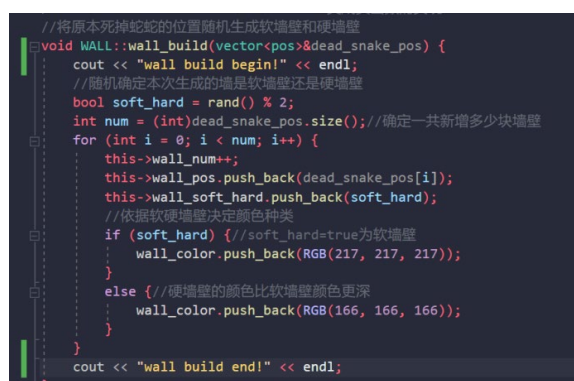 //将原本死掉蛇蛇的位置随机生成软墙壁和硬墙壁
void WALL::wall_build(vector<pos>&dead_snake_pos) {
cout << "wall build begin!" << endl;
//随机确定本次生成的墙是软墙壁还是硬墙壁
bool soft_hard = rand() % 2;
int num = (int)dead_snake_pos.size();//确定一共新增多少块墙壁
for (int i = 0; i < num; i++) {
this->wall_num++;
this->wall_pos.push_back(dead_snake_pos[i]);
this->wall_soft_hard.push_back(soft_hard);
//依据软硬墙壁决定颜色种类
if (soft_hard) {//soft_hard=true为软墙壁
wall_color.push_back(RGB(217, 217, 217));
}
else {//硬墙壁的颜色比软墙壁颜色更深
wall_color.push_back(RGB(166, 166, 166));
}
}
cout << "wall build end!" << endl;